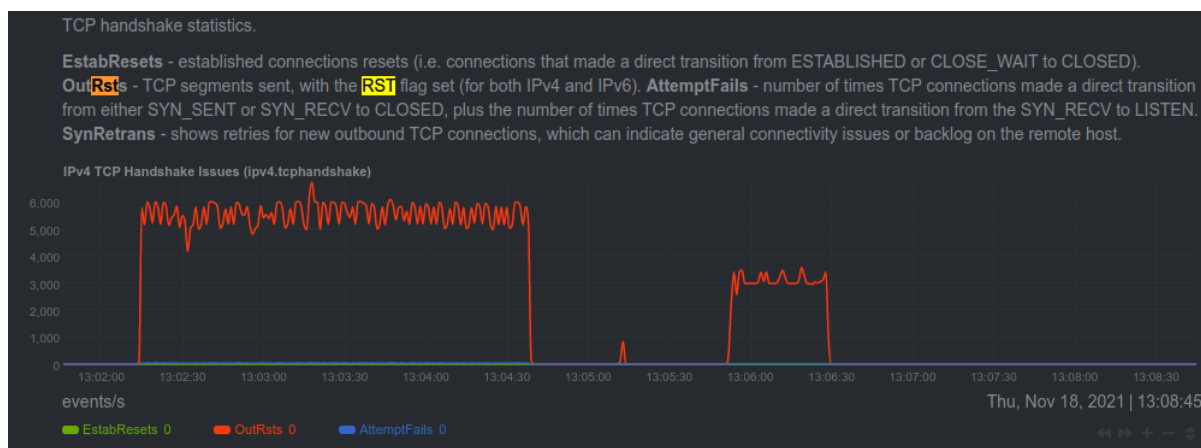 TCP handshake statistics.
EstabResets - established connections resets (i.e. connections that made a direct transition from ESTABLISHED or CLOSE_WAIT to CLOSED).
OutRsts - TCP segments sent, with the RST flag set (for both IPv4 and IPv6). AttemptFails - number of times TCP connections made a direct transition
from either SYN_SENT or SYN_RECV to CLOSED, plus the number of times TCP connections made a direct transition from the SYN_RECV to LISTEN.
SynRetrans - shows retries for new outbound TCP connections, which can indicate general connectivity issues or backlog on the remote host.
IPv4 TCP Handshake Issues (ipv4.tcphandshake)
6,000
5,000
4,000
3,000
2,000
1,000
0
13:02:00 13:02:30 13:03:00 13:03:30 13:04:00 13:04:30 13:05:00 13:05:30 13:06:00 13:06:30 13:07:00 13:07:30 13:08:00 13:08:30
events/s Thu, Nov 18, 2021 | 13:08:45
EstabResets 0 OutRsts 0 AttemptFails 0